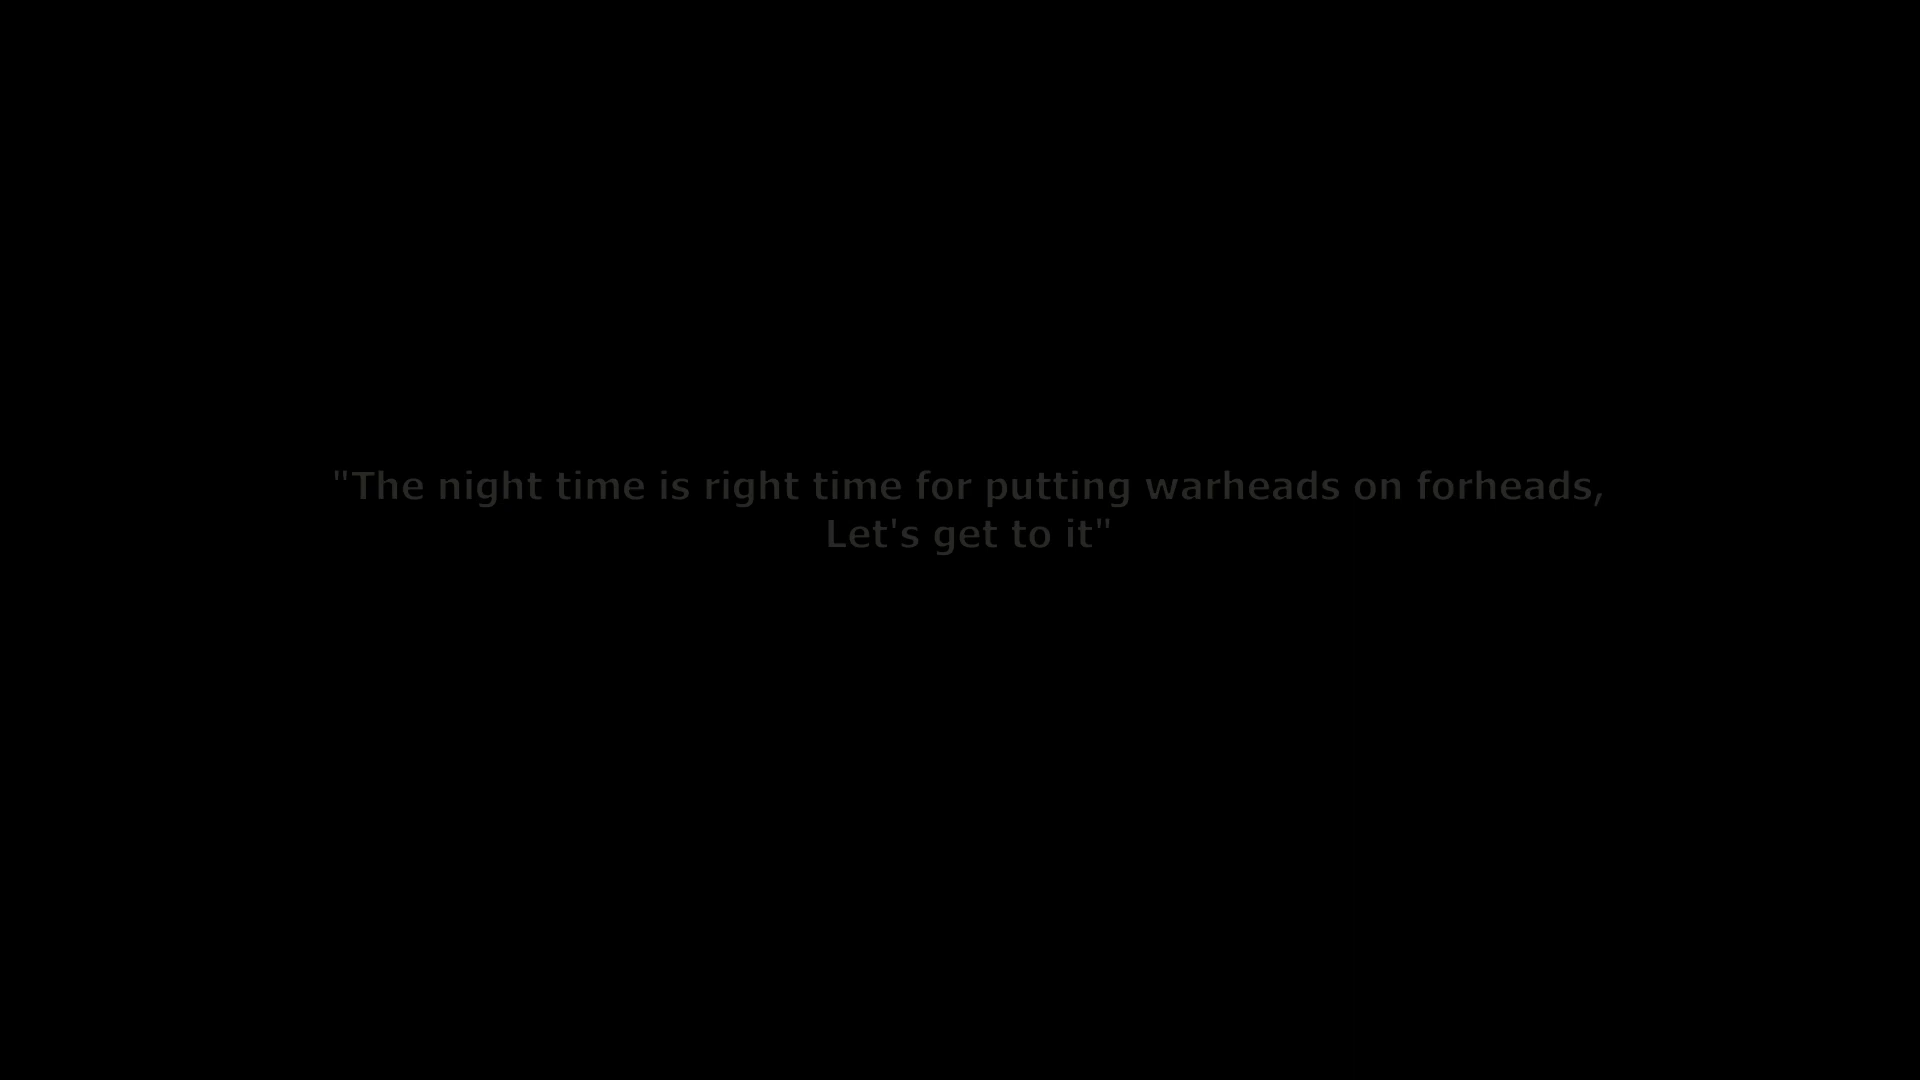 "The night time is right time for putting warheads on forheads,
Let's get to it"